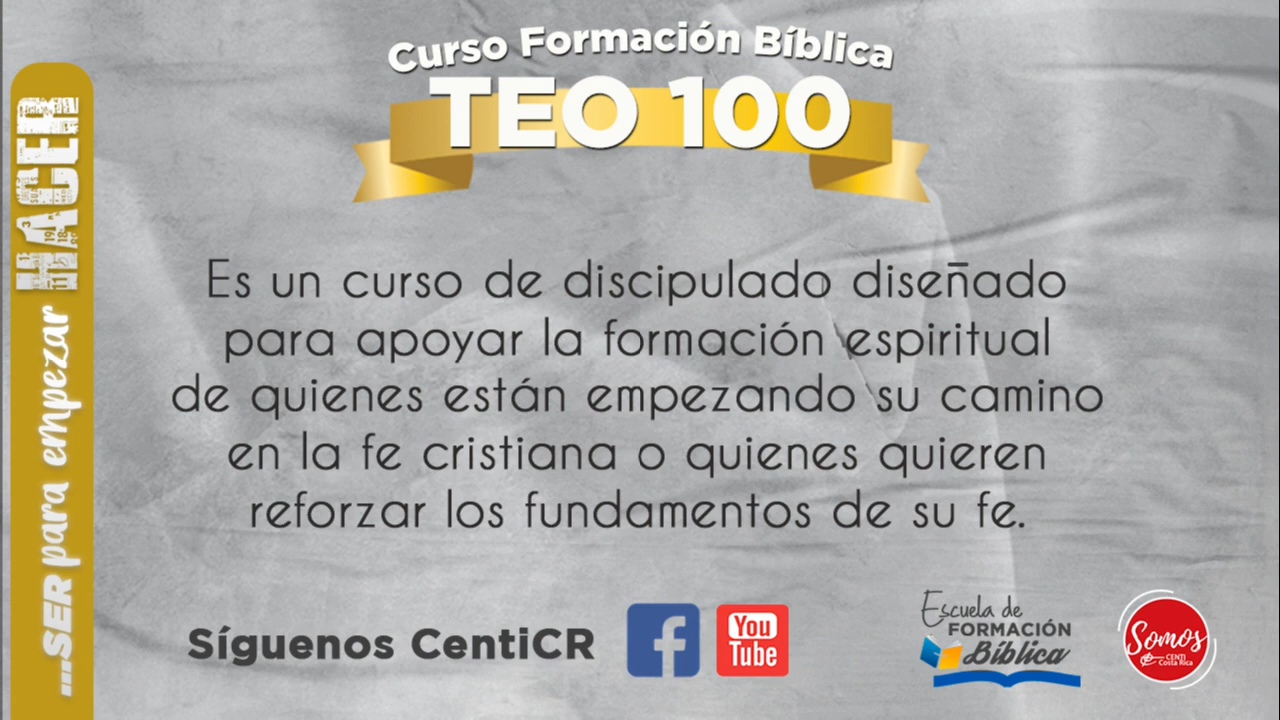 Curso Formación Bíblica
TEO 100
Es un curso de discipulado diseñado
para apoyar la formación espiritual
de quienes están empezando su camino
en la fe cristiana o quienes quieren
reforzar los fundamentos de su fe.
....SER para empezar HACER
Síguenos CentiCR
f
You
Tube
Escuela de
FORMACIÓN
Bíblica
Somos
CENTI
Costa Rica